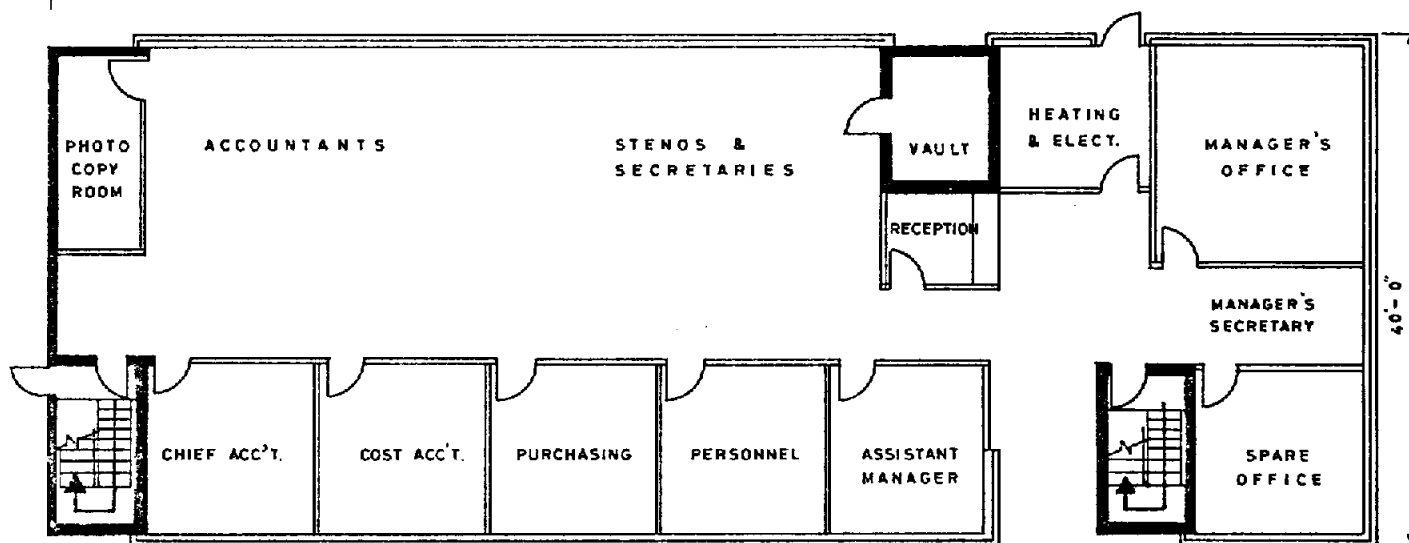 PHOTO
COPY
ROOM
ACCOUNTANTS
STENOS &
SECRETARIES
VAULT
HEATING
& ELECT.
MANAGER'S
OFFICE
RECEPTION
MANAGER'S
SECRETARY
40'-0"
CHIEF ACC'T.
COST ACC'T.
PURCHASING
PERSONNEL
ASSISTANT
MANAGER
SPARE
OFFICE